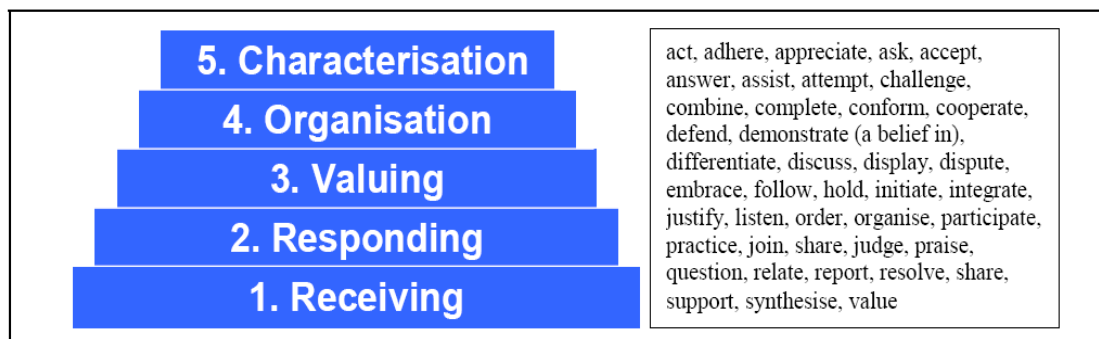 5. Characterisation
4. Organisation
3. Valuing
2. Responding
1. Receiving
act, adhere, appreciate, ask, accept,
answer, assist, attempt, challenge,
combine, complete, conform, cooperate,
defend, demonstrate (a belief in),
differentiate, discuss, display, dispute,
embrace, follow, hold, initiate, integrate,
justify, listen, order, organise, participate,
practice, join, share, judge, praise,
question, relate, report, resolve, share,
support, synthesise, value